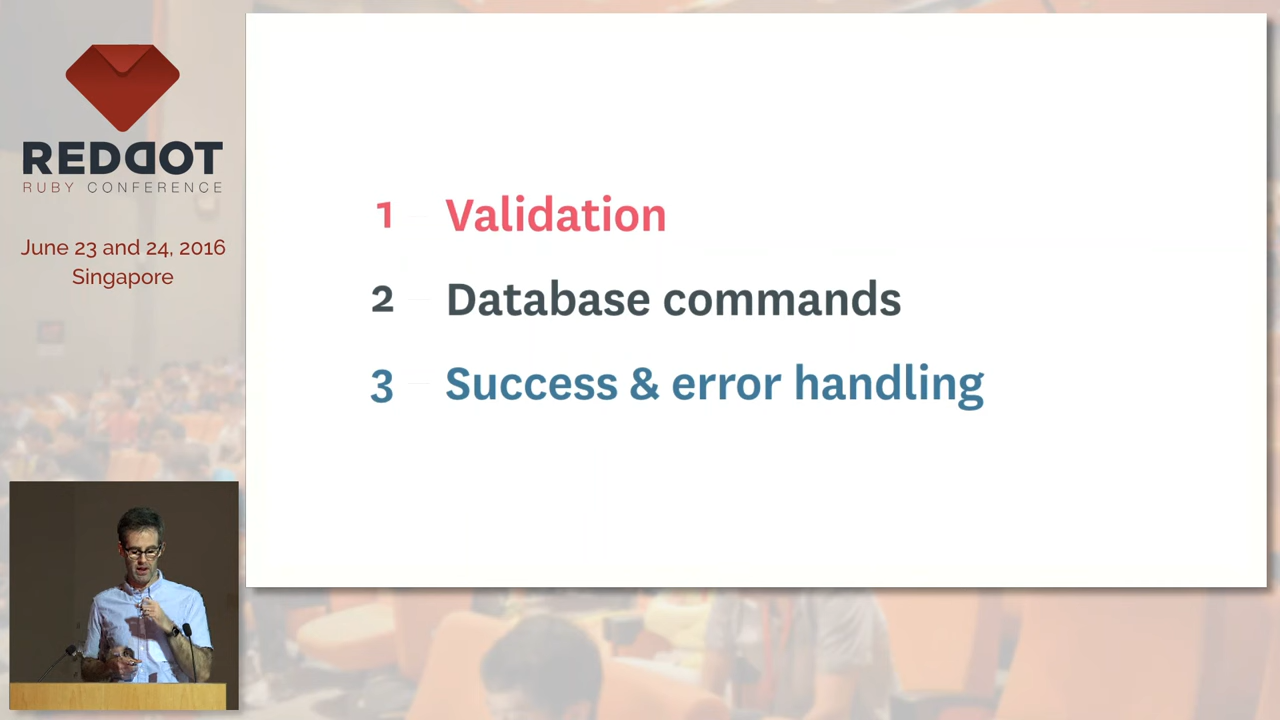 REDDOT
RUBY CONFERENCE
June 23 and 24, 2016
Singapore
1 Validation
2 Database commands
3 Success & error handling